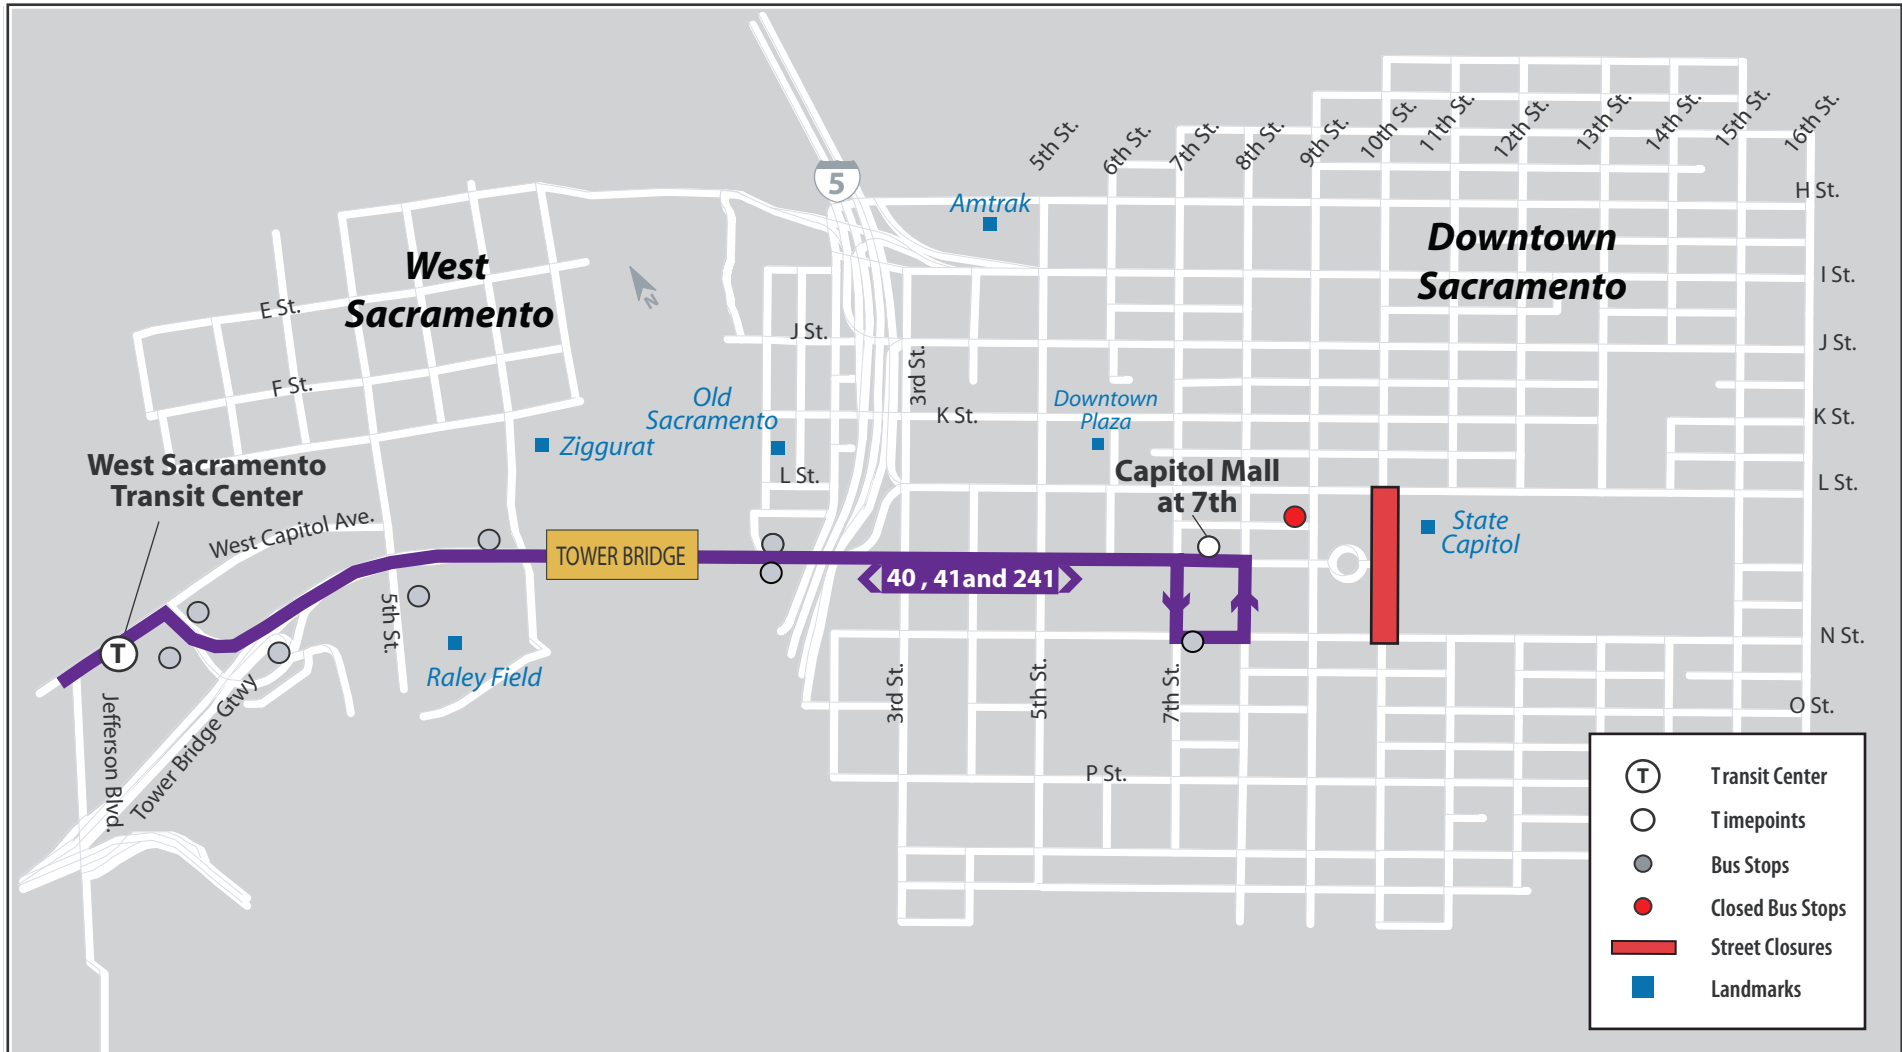 5th St.
6th St.
7th St.
8th St.
9th St.
10th St.
11th St.
12th St.
13th St.
14th St.
15th St.
16th St.
5
H St.
Amtrak
West
Sacramento
Downtown
Sacramento
I St.
N
E St.
J St.
J St.
3rd St.
F St.
Old
Sacramento
Downtown
Plaza
K St.
K St.
Ziggurat
West Sacramento
Transit Center
L St.
Capitol Mall
at 7th
L St.
West Capitol Ave.
State
Capitol
TOWER BRIDGE
40 , 41and 241
5th St.
T
N St.
Raley Field
3rd St.
5th St.
7th St.
O St.
Jefferson Blvd.
Tower Bridge Gtwy
P St.
T Transit Center
Timepoints
Bus Stops
Closed Bus Stops
Street Closures
Landmarks